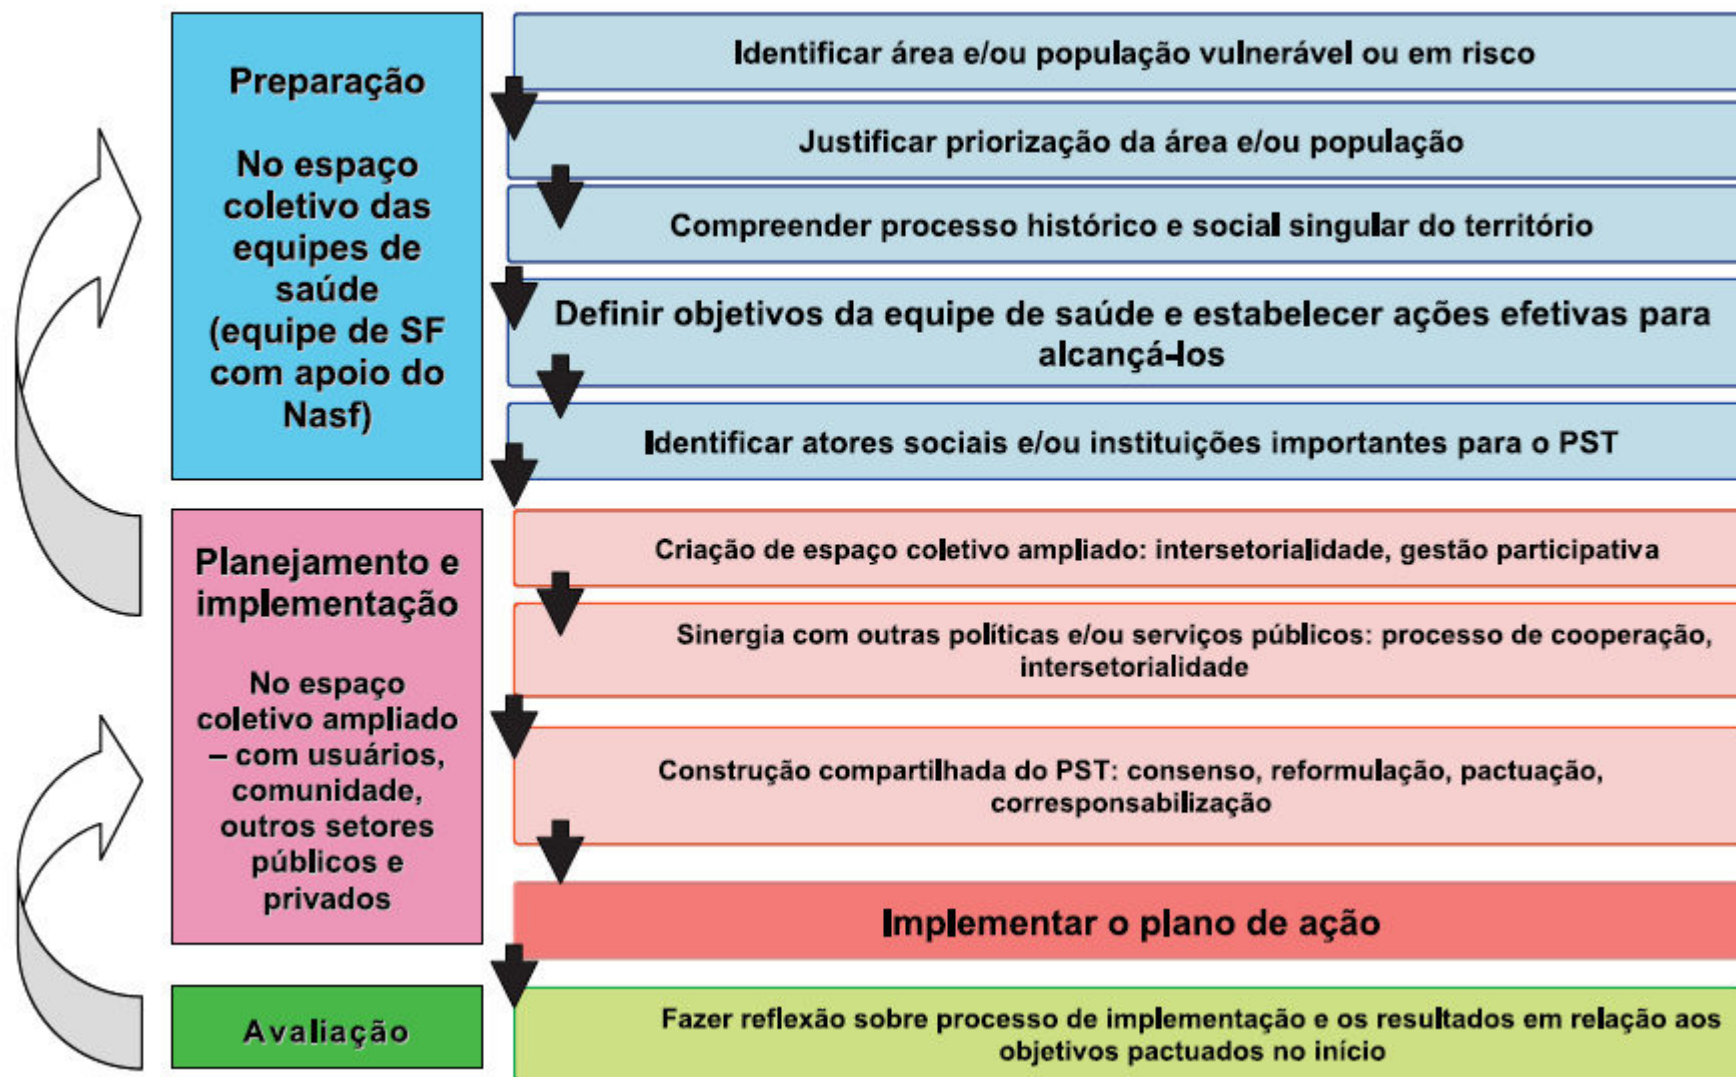 Preparação
No espaço
coletivo das
equipes de
saúde
(equipe de SF
com apoio do
Nasf)
Identificar área e/ou população vulnerável ou em risco
Justificar priorização da área e/ou população
Compreender processo histórico e social singular do território
Definir objetivos da equipe de saúde e estabelecer ações efetivas para
alcançá-los
Identificar atores sociais e/ou instituições importantes para o PST
Planejamento e
implementação
No espaço
coletivo ampliado
– com usuários,
comunidade,
outros setores
públicos e
privados
Criação de espaço coletivo ampliado: intersetorialidade, gestão participativa
Sinergia com outras políticas e/ou serviços públicos: processo de cooperação,
intersetorialidade
Construção compartilhada do PST: consenso, reformulação, pactuação,
corresponsabilização
Implementar o plano de ação
Avaliação
Fazer reflexão sobre processo de implementação e os resultados em relação aos
objetivos pactuados no início